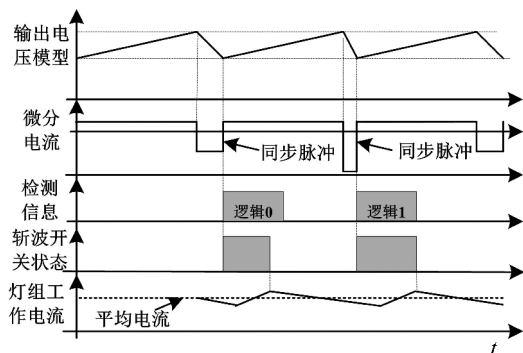 输出电
压模型
微分
电流
同步脉冲
同步脉冲
检测
信息
逻辑0
逻辑1
斩波开
关状态
灯组工
作电流
平均电流
t